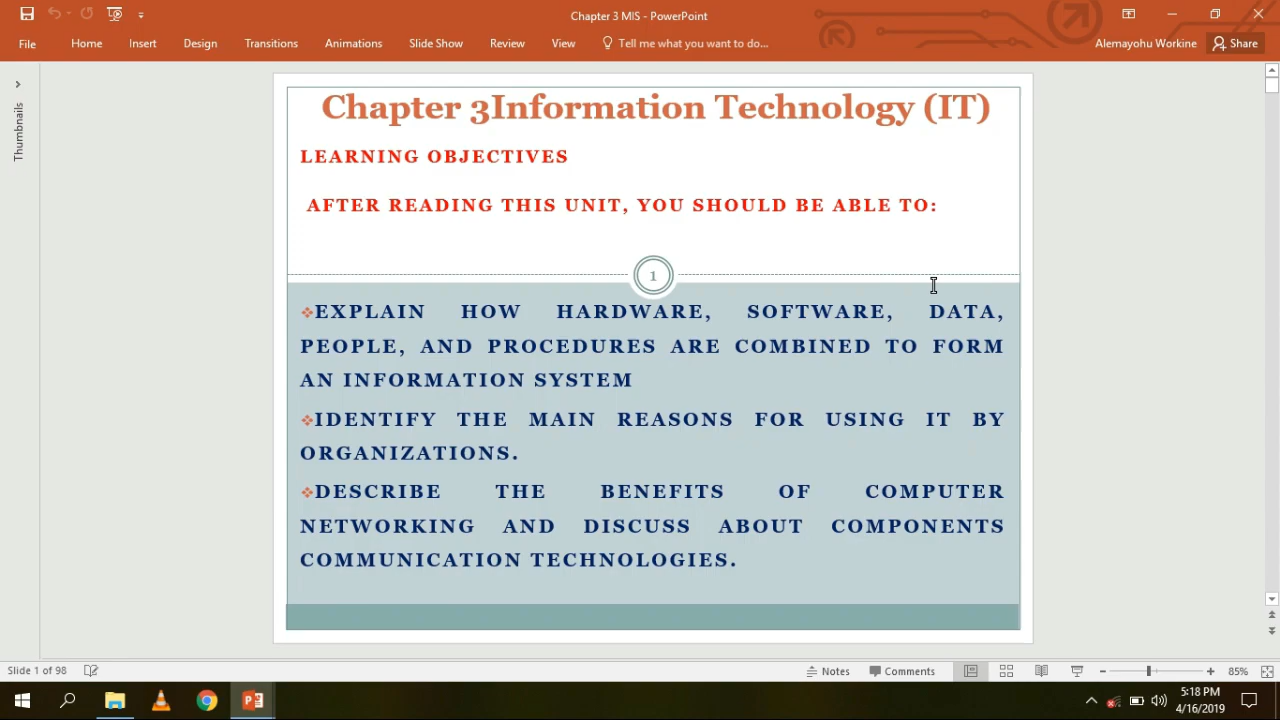 Chapter 3 MIS - PowerPoint
File Home Insert Design Transitions Animations Slide Show Review View Tell me what you want to do... Alemayohu Workine Share
Thumbnails
Chapter 3Information Technology (IT)
LEARNING OBJECTIVES
AFTER READING THIS UNIT, YOU SHOULD BE ABLE TO:
1
❖EXPLAIN HOW HARDWARE, SOFTWARE, DATA,
PEOPLE, AND PROCEDURES ARE COMBINED TO FORM
AN INFORMATION SYSTEM
❖IDENTIFY THE MAIN REASONS FOR USING IT BY
ORGANIZATIONS.
❖DESCRIBE THE BENEFITS OF COMPUTER
NETWORKING AND DISCUSS ABOUT COMPONENTS
COMMUNICATION TECHNOLOGIES.
Slide 1 of 98 Notes Comments 85%
5:18 PM
4/16/2019